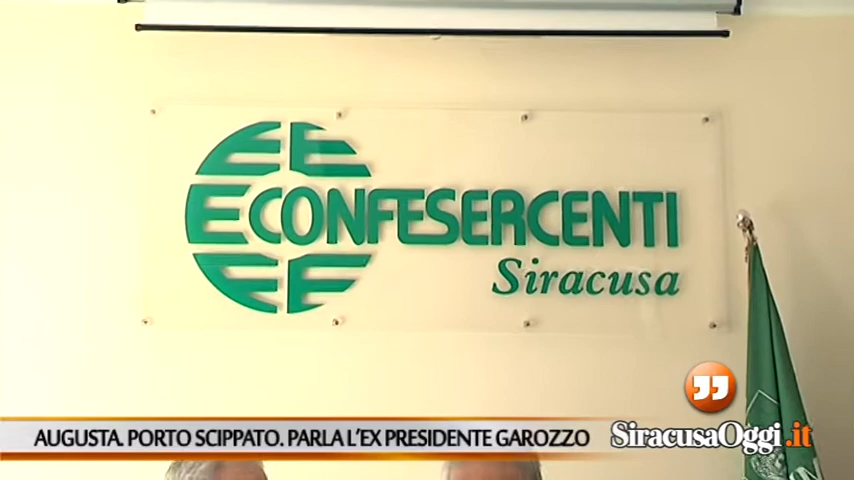 CONFESERCENTI
Siracusa
AUGUSTA. PORTO SCIPPATO. PARLA L'EX PRESIDENTE GAROZZO
SiracusaOggi.it